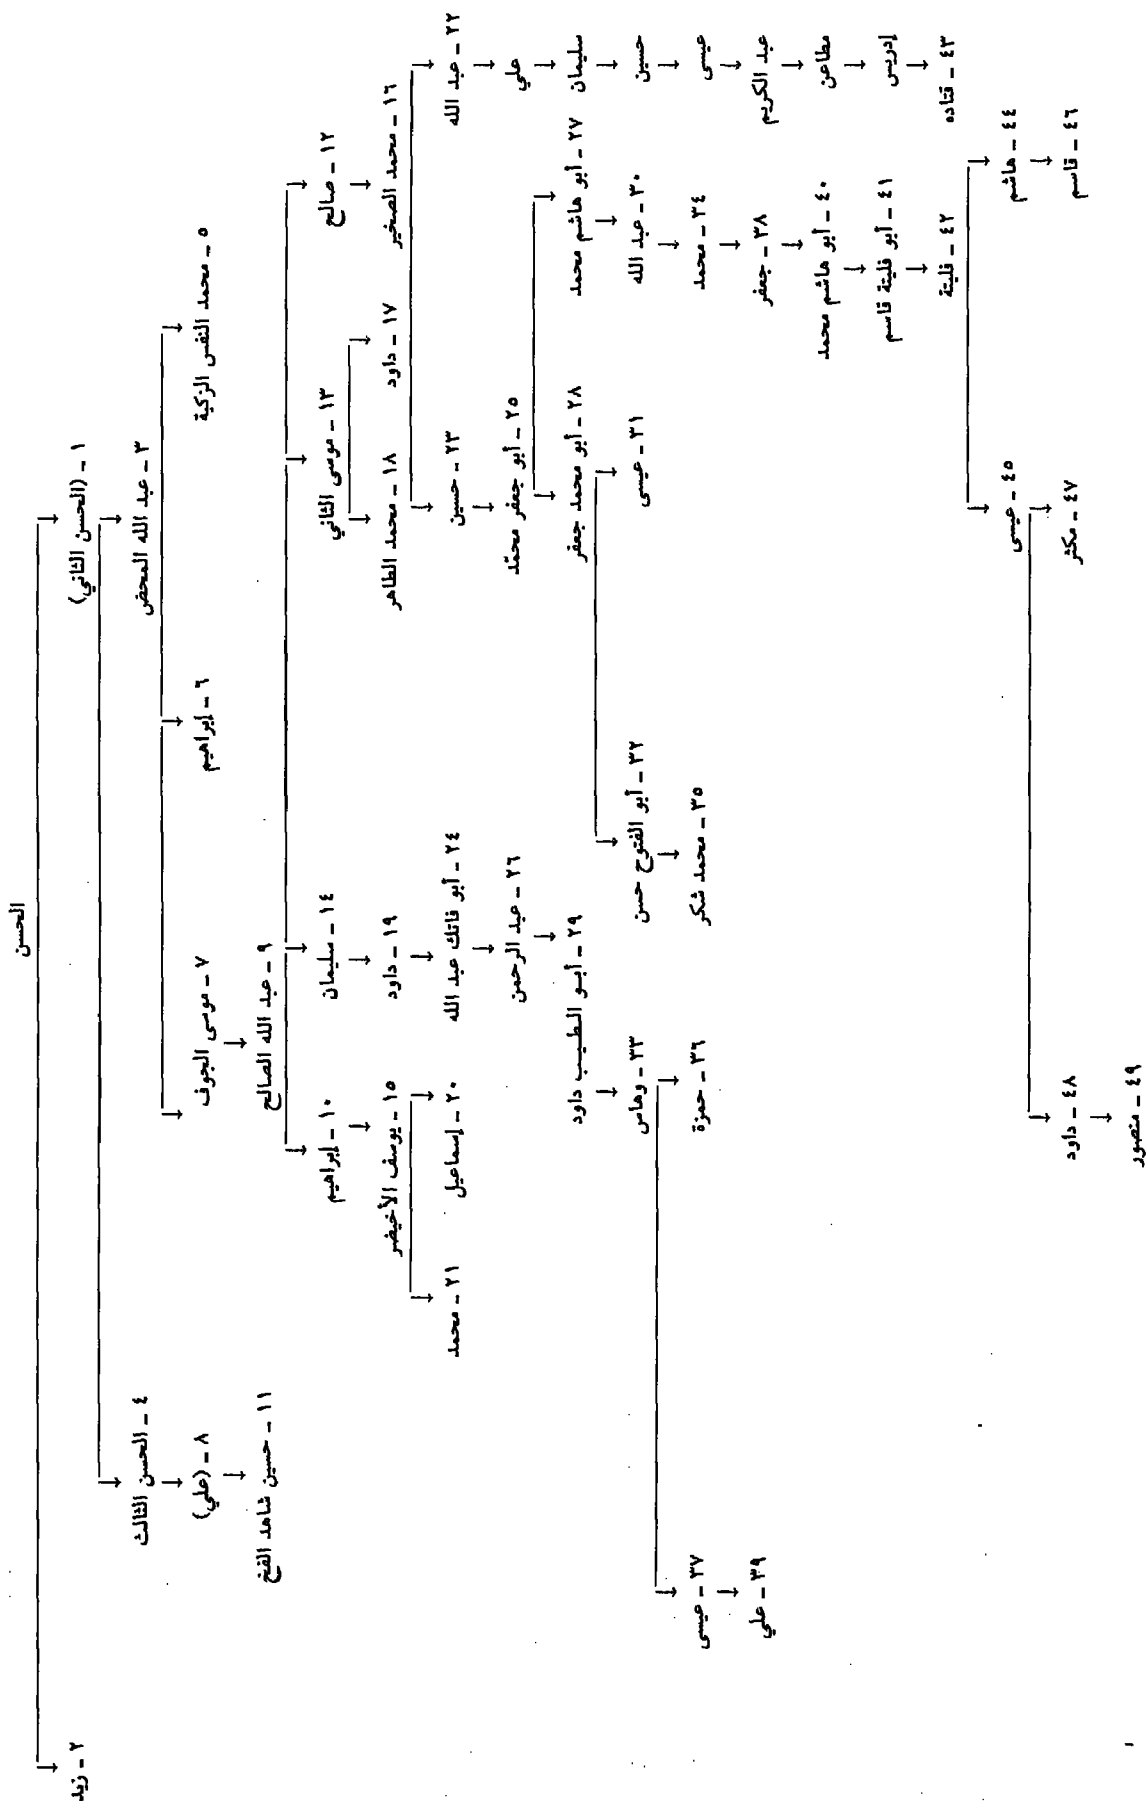 الحسن
١ - (الحسن الثاني)
٢ - زيد
٣ - عبد الله المحض
٤ - الحسن الثالث
٥ - محمد النفس الزكية
٦ - إبراهيم
٧ - موسى الجوف
٨ - (علي)
٩ - عبد الله الصالح
١١ - حسين شاهد الفخ
١٢ - صالح
١٣ - موسى الثاني
١٤ - سليمان
١٠ - إبراهيم
١٦ - محمد الصخير
١٧ - داود
١٨ - محمد الطاهر
١٩ - داود
١٥ - يوسف الأخيضر
٢٢ - عبد الله
٢٣ - حسين
٢٤ - أبو فاتك عبد الله
٢٠ - إسماعيل
٢١ - محمد
علي
٢٥ - أبو جعفر محمّد
٢٦ - عبد الرحمن
سليمان
٢٧ - أبو هاشم محمد
٢٨ - أبو محمد جعفر
٢٩ - أبو الطيب داود
حسين
٣٠ - عبد الله
٣١ - عيسى
٣٢ - أبو الفتوح حسن
٣٣ - وهاس
عيسى
٣٤ - محمد
٣٥ - محمد شكر
٣٦ - حمزة
٣٧ - عيسى
عبد الكريم
٣٨ - جعفر
٣٩ - علي
مطاعن
٤٠ - أبو هاشم محمد
إدريس
٤١ - أبو فليتة قاسم
٤٣ - قتاده
٤٢ - فليتة
٤٤ - هاشم
٤٥ - عيسى
٤٦ - قاسم
٤٧ - مكثر
٤٨ - داود
٤٩ - منصور